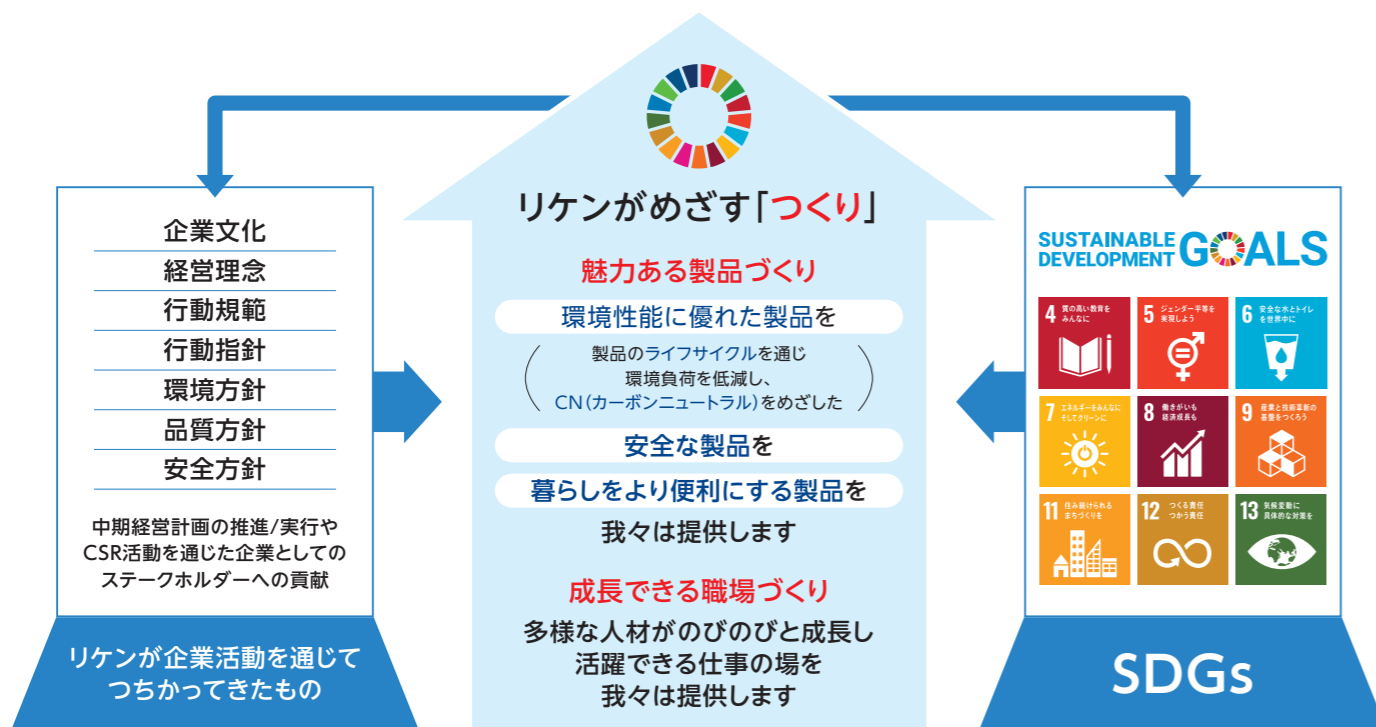 企業文化
経営理念
行動規範
行動指針
環境方針
品質方針
安全方針
中期経営計画の推進/実行や
CSR活動を通じた企業としての
ステークホルダーへの貢献
リケンが企業活動を通じて
つちかってきたもの
リケンがめざす「つくり」
魅力ある製品づくり
環境性能に優れた製品を
製品のライフサイクルを通じ
環境負荷を低減し、
CN(カーボンニュートラル)をめざした
安全な製品を
暮らしをより便利にする製品を
我々は提供します
成長できる職場づくり
多様な人材がのびのびと成長し
活躍できる仕事の場を
我々は提供します
SUSTAINABLE
DEVELOPMENT GOALS
4 質の高い教育を
みんなに
5 ジェンダー平等を
実現しよう
6 安全な水とトイレ
を世界中に
7 エネルギーをみんなに
そしてクリーンに
8 働きがいも
経済成長も
9 産業と技術革新の
基盤をつくろう
11 住み続けられる
まちづくりを
12 つくる責任
つかう責任
13 気候変動に
具体的な対策を
SDGs